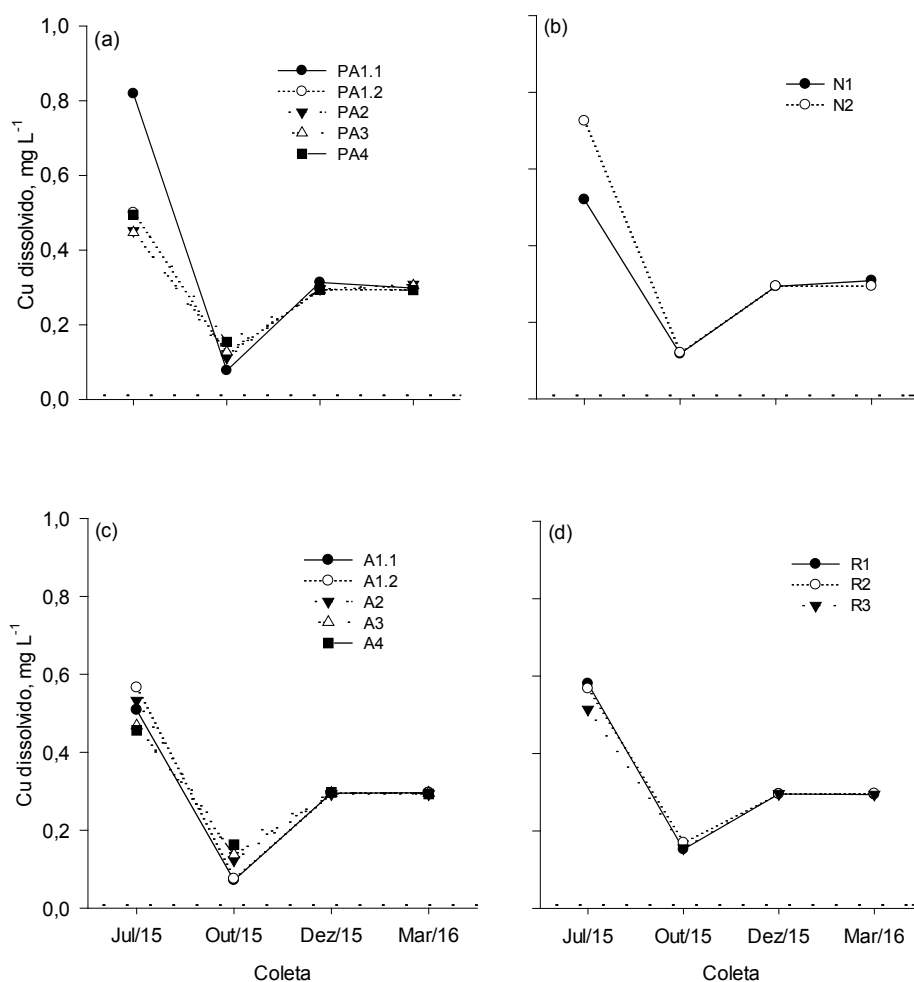 (a)
1,0
0,8
0,6
0,4
0,2
0,0
Cu dissolvido, mg L⁻¹
PA1.1
PA1.2
PA2
PA3
PA4
(b)
N1
N2
(c)
1,0
0,8
0,6
0,4
0,2
0,0
Cu dissolvido, mg L⁻¹
A1.1
A1.2
A2
A3
A4
Jul/15 Out/15 Dez/15 Mar/16
Coleta
(d)
R1
R2
R3
Jul/15 Out/15 Dez/15 Mar/16
Coleta